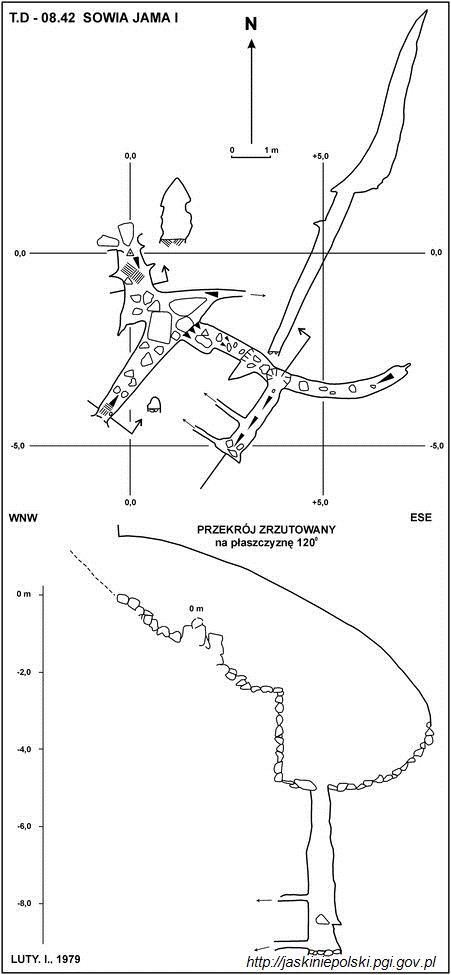 T.D - 08.42 SOWIA JAMA I
N
0 1 m
0,0 +5,0
0,0 0,0
-5,0 -5,0
0,0 +5,0
WNW ESE
PRZEKRÓJ ZRZUTOWANY
na płaszczyznę 120⁰
0 m
0 m
-2,0
-4,0
-6,0
-8,0
LUTY. I., 1979
http://jaskiniepolski.pgi.gov.pl